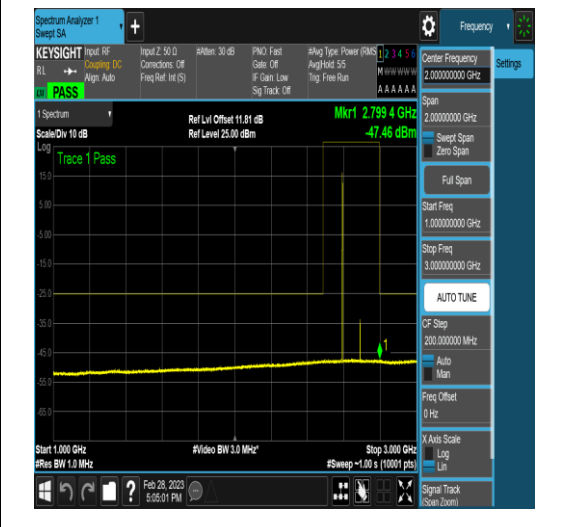 Spectrum Analyzer 1
Swept SA
Frequency
KEYSIGHT
RL
LXI
PASS
Input: RF
Coupling: DC
Align: Auto
Input Z: 50 Ω
Corrections: Off
Freq Ref: Int (S)
#Atten: 30 dB
PNO: Fast
Gate: Off
IF Gain: Low
Sig Track: Off
#Avg Type: Power (RMS
Avg|Hold: 5/5
Trig: Free Run
1 2 3 4 5 6
M w w w w w
A A A A A A
1 Spectrum
Scale/Div 10 dB
Ref Lvl Offset 11.81 dB
Ref Level 25.00 dBm
Mkr1 2.799 4 GHz
-47.46 dBm
Log
Trace 1 Pass
15.0
5.00
-5.00
-15.0
-25.0
-35.0
-45.0
-55.0
-65.0
1
Start 1.000 GHz
#Res BW 1.0 MHz
#Video BW 3.0 MHz*
Stop 3.000 GHz
#Sweep ~1.00 s (10001 pts)
?
Feb 28, 2023
5:05:01 PM
Center Frequency
2.000000000 GHz
Settings
Span
2.00000000 GHz
Swept Span
Zero Span
Full Span
Start Freq
1.000000000 GHz
Stop Freq
3.000000000 GHz
AUTO TUNE
CF Step
200.000000 MHz
Auto
Man
Freq Offset
0 Hz
X Axis Scale
Log
Lin
Signal Track
(Span Zoom)